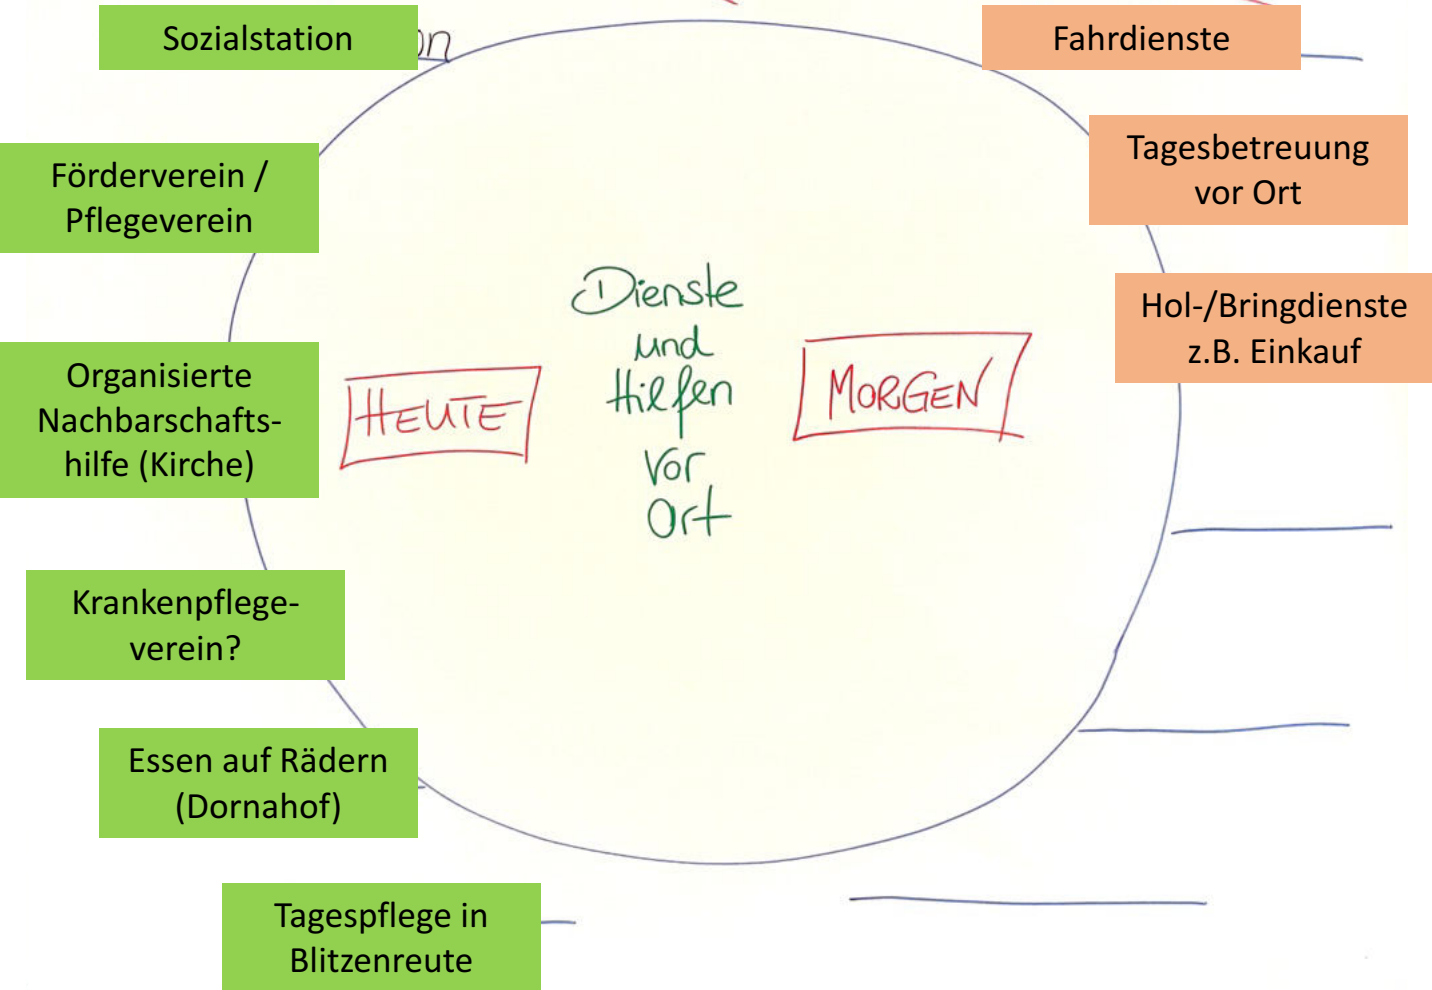 Sozialstation
on
Fahrdienste
Förderverein /
Pflegeverein
Tagesbetreuung
vor Ort
Organisierte
Nachbarschafts-
hilfe (Kirche)
HEUTE
Dienste
und
Hilfen
vor
Ort
MORGEN
Hol-/Bringdienste
z.B. Einkauf
Krankenpflege-
verein?
Essen auf Rädern
(Dornahof)
Tagespflege in
Blitzenreute